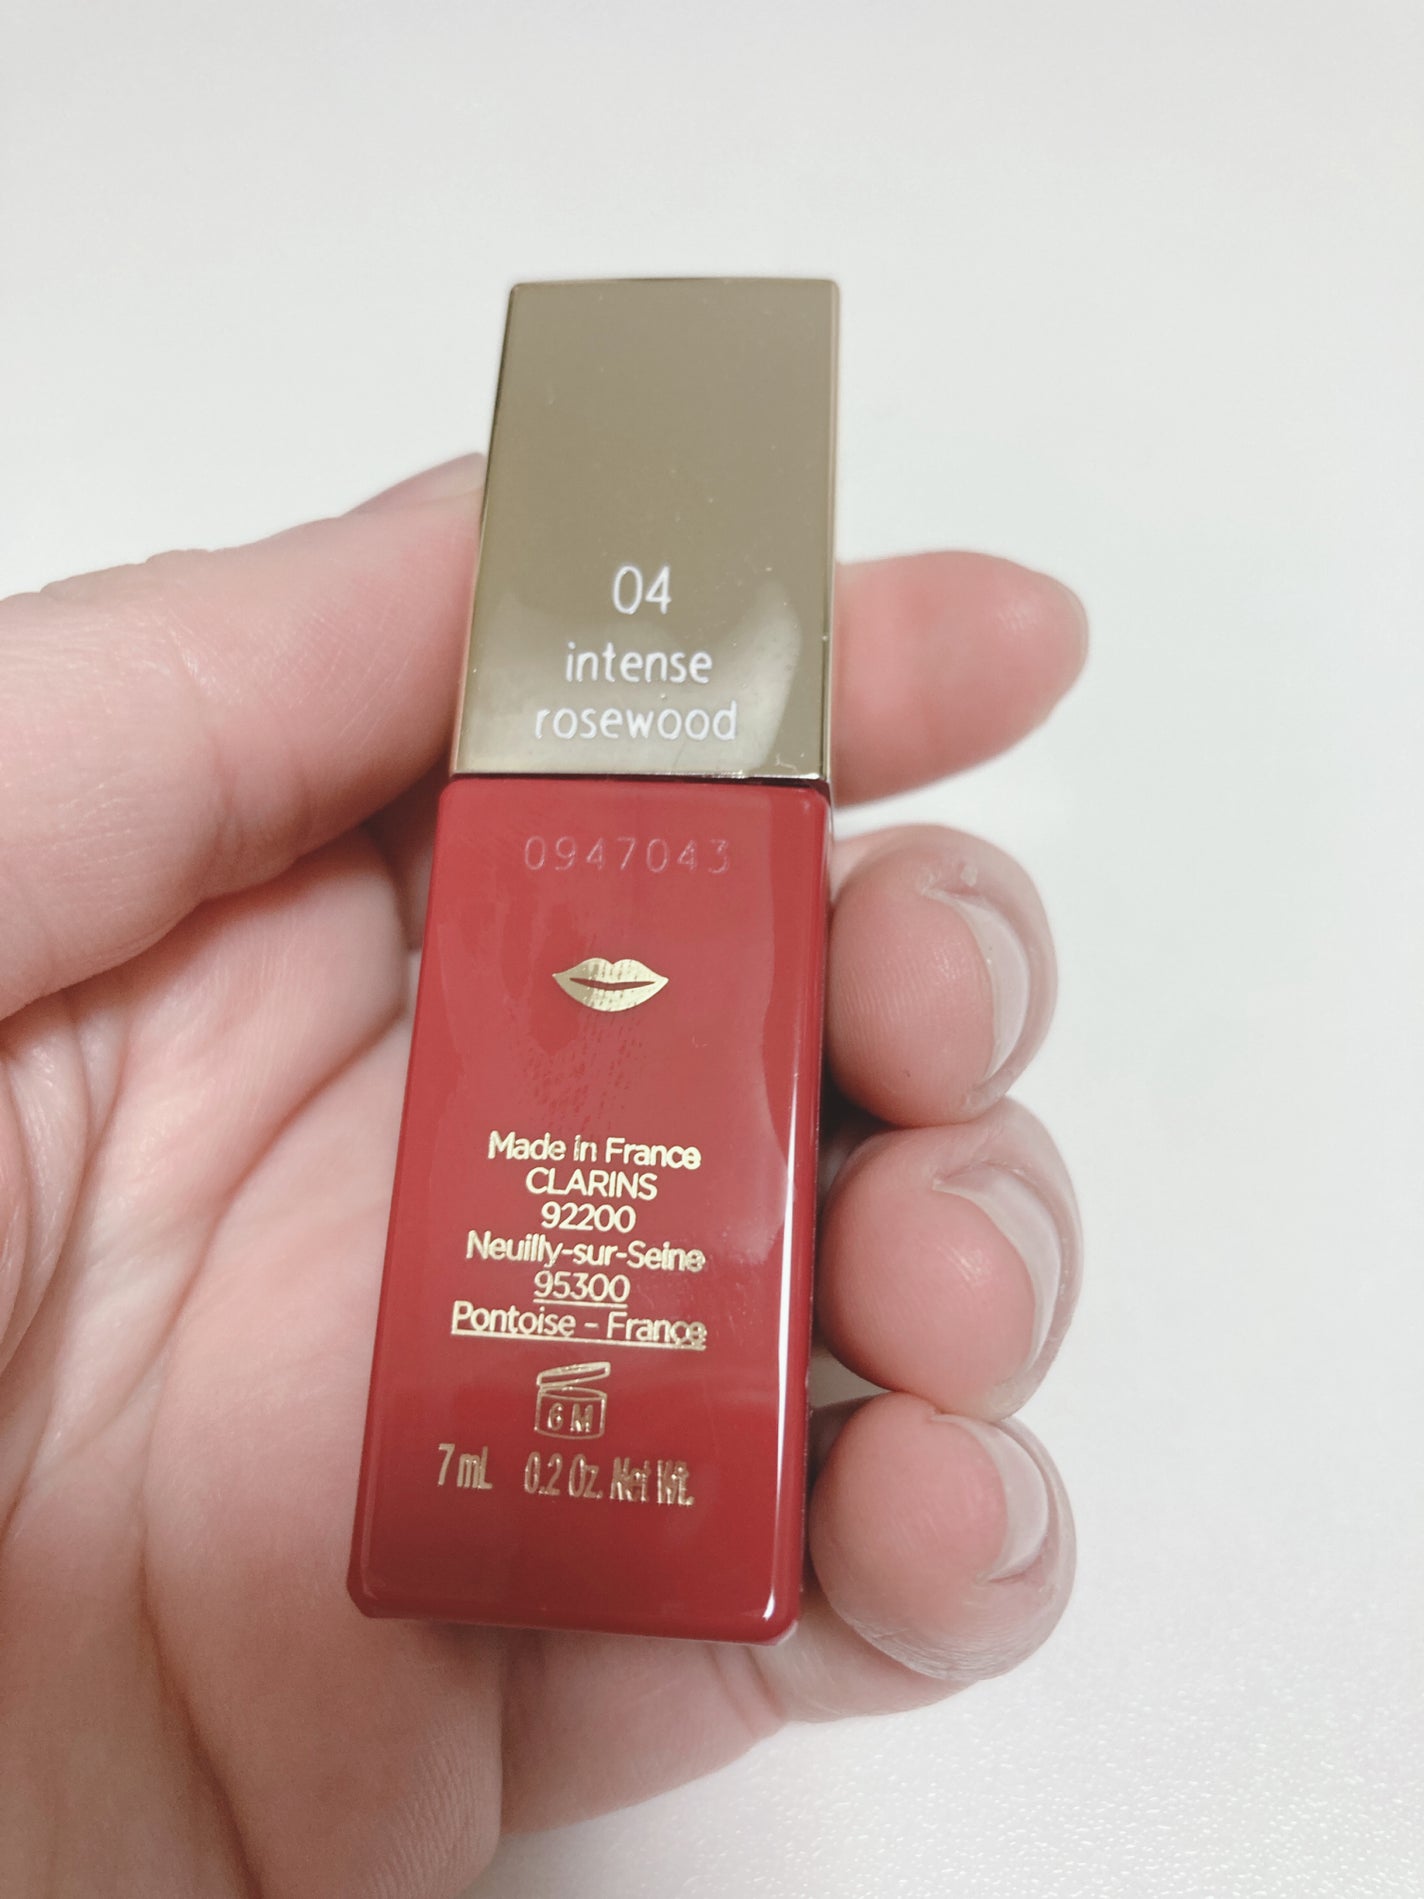 04
intense
rosewood
0947043
Made in France
CLARINS
92200
Neuilly-sur-Seine
95300
Pontoise - France
6 M
7 mL 0.2 Oz. Net Wt.